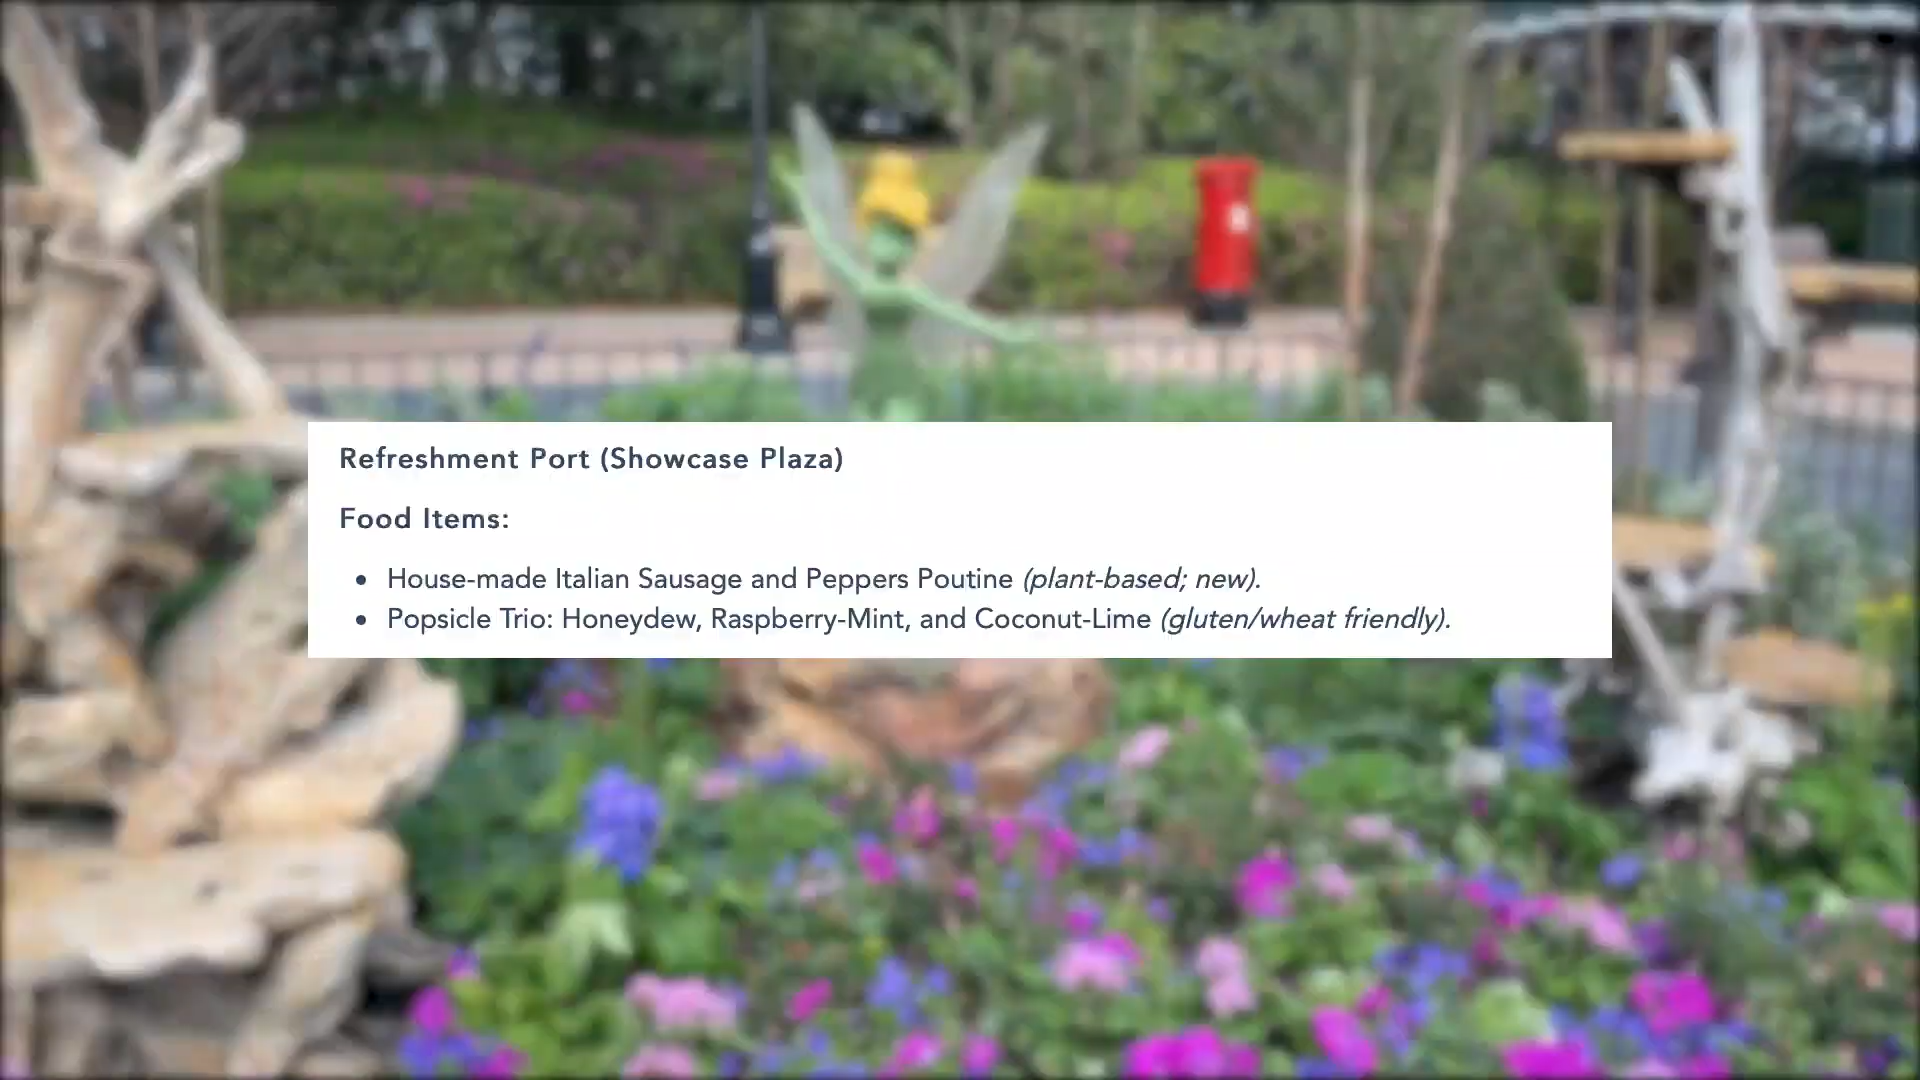 Refreshment Port (Showcase Plaza)
Food Items:
• House-made Italian Sausage and Peppers Poutine (plant-based; new).
• Popsicle Trio: Honeydew, Raspberry-Mint, and Coconut-Lime (gluten/wheat friendly).